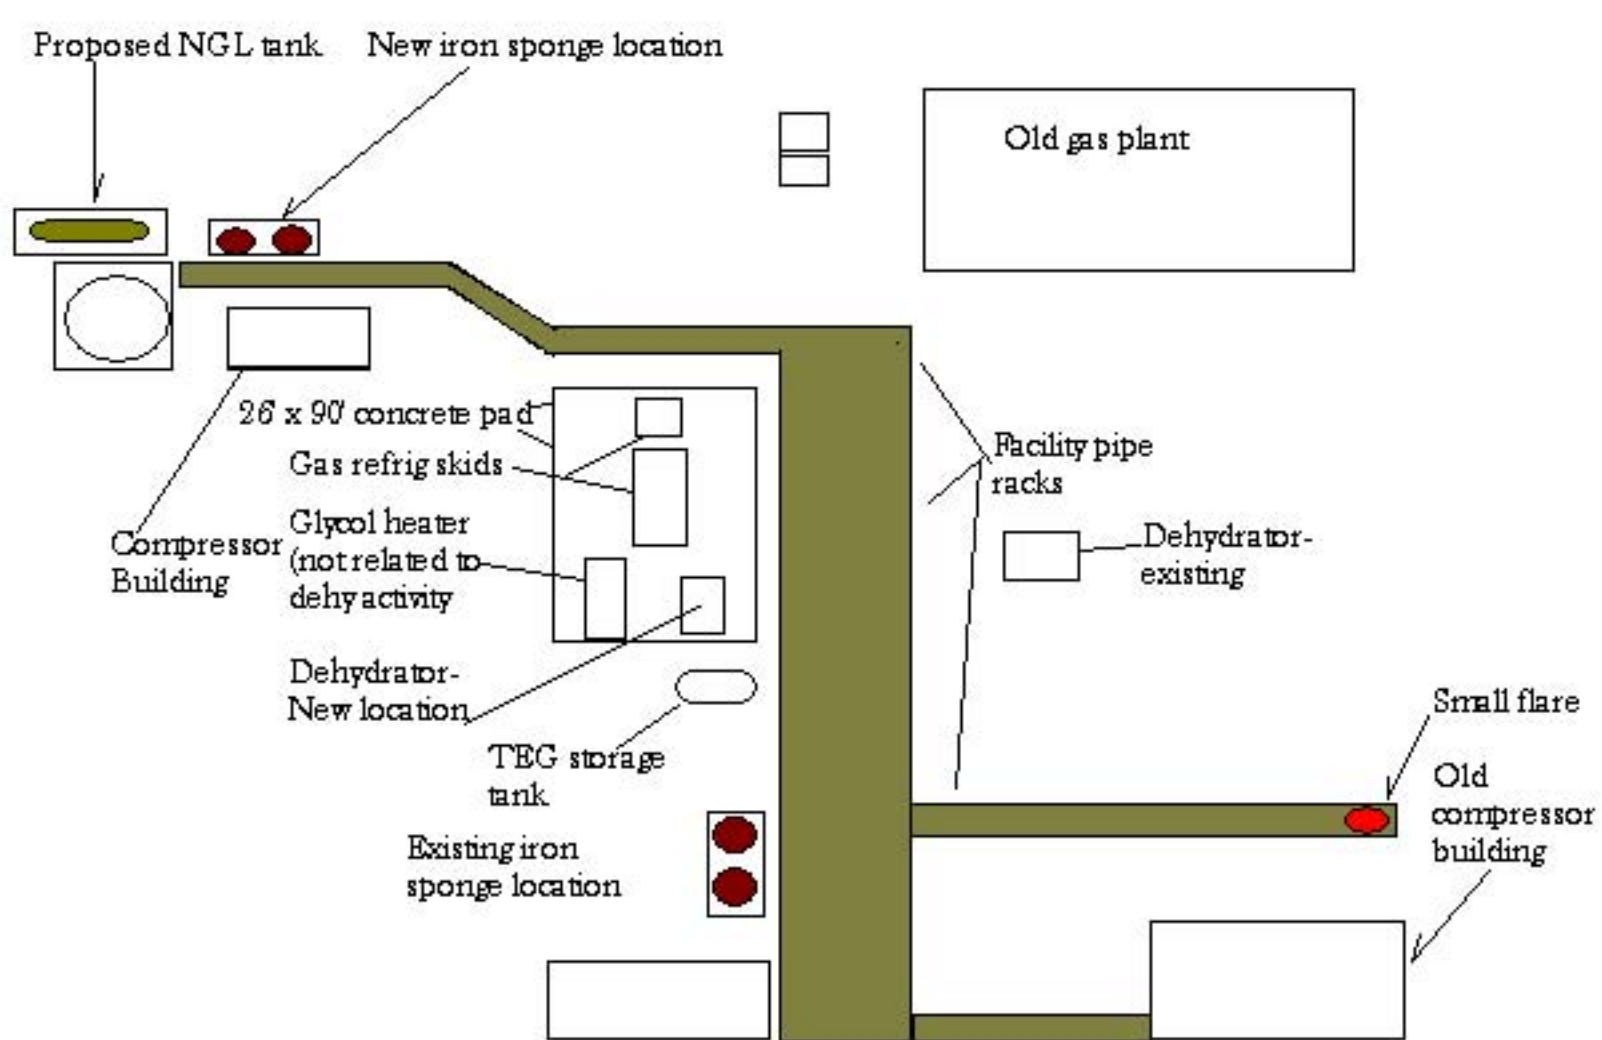 Proposed NGL tank
New iron sponge location
Old gas plant
26' x 90' concrete pad
Gas refrig skids
Glycol heater
(not related to
dehy activity
Compressor
Building
Facility pipe
racks
Dehydrator-
existing
Dehydrator-
New location
TEG storage
tank
Small flare
Old
compressor
building
Existing iron
sponge location